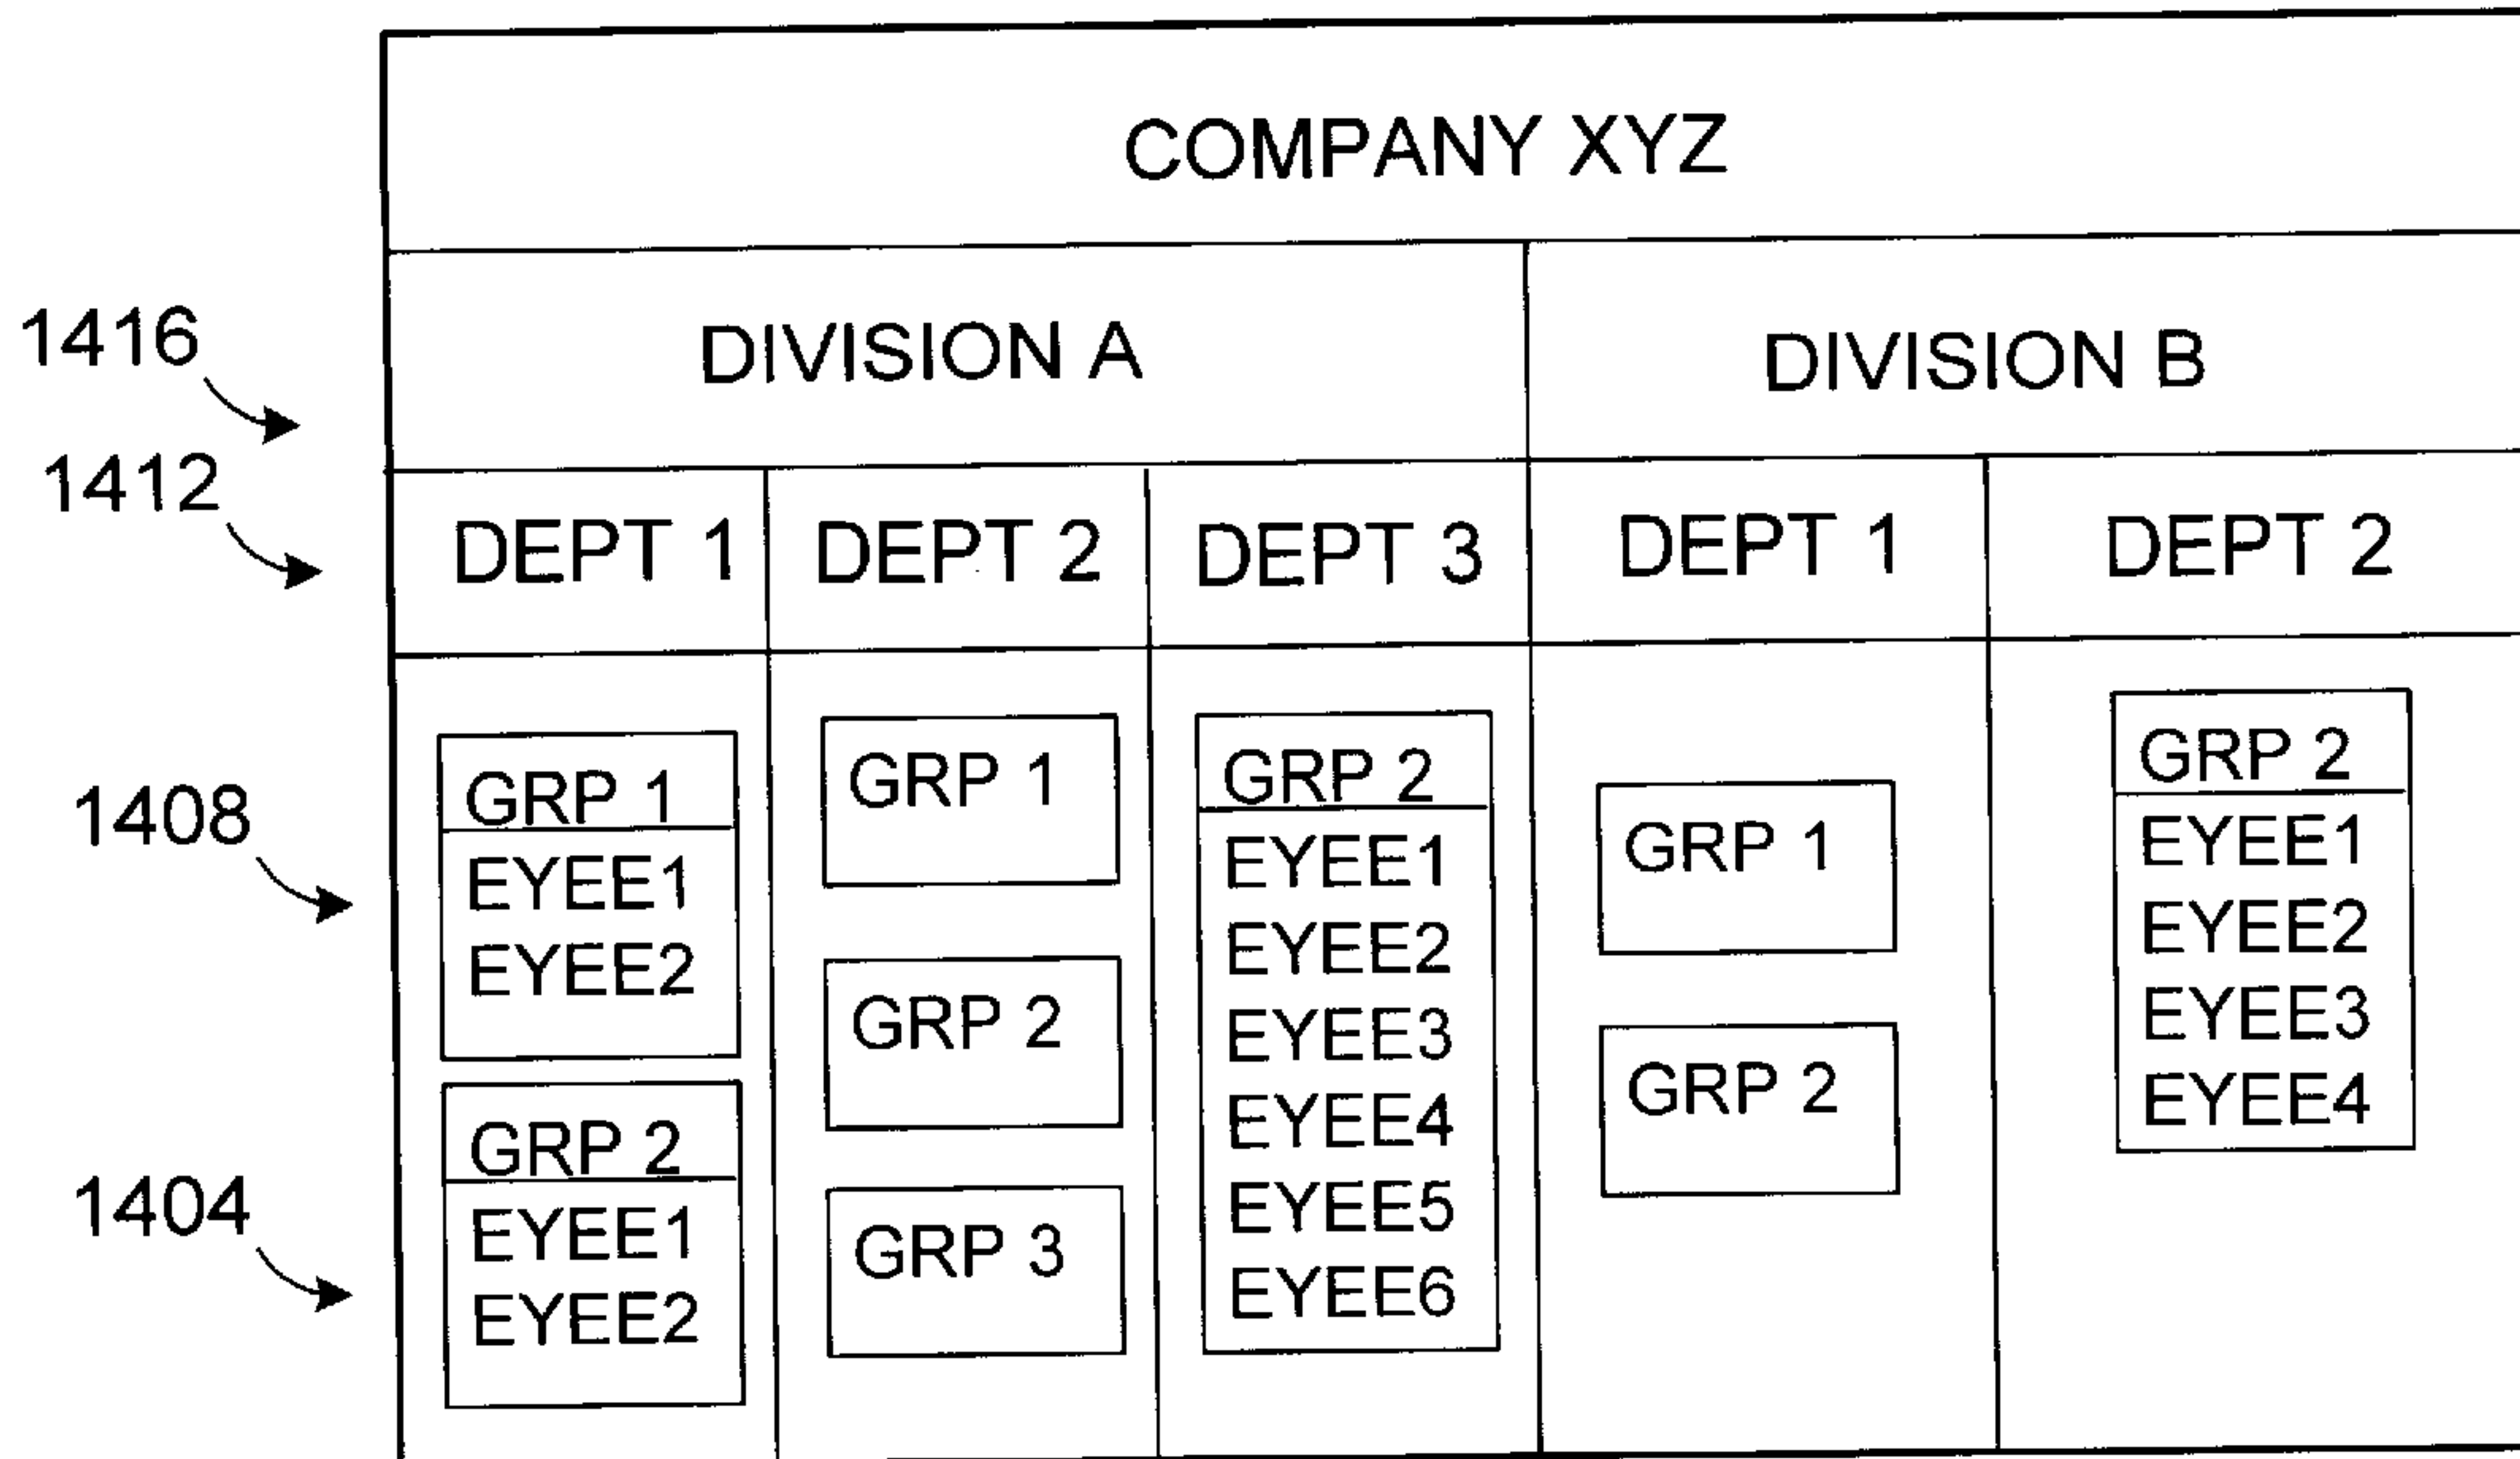 COMPANY XYZ
1416
DIVISION A
DIVISION B
1412
DEPT 1
DEPT 2
DEPT 3
DEPT 1
DEPT 2
1408
GRP 1
EYEE1
EYEE2
1404
GRP 2
EYEE1
EYEE2
GRP 1
GRP 2
GRP 3
GRP 2
EYEE1
EYEE2
EYEE3
EYEE4
EYEE5
EYEE6
GRP 1
GRP 2
GRP 2
EYEE1
EYEE2
EYEE3
EYEE4